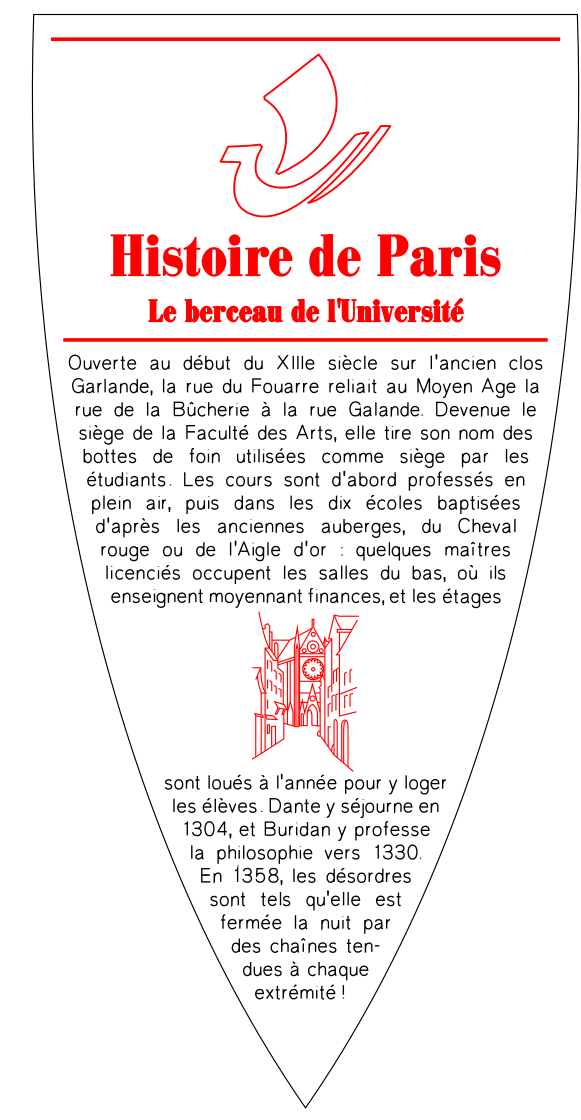 Histoire de Paris
Le berceau de l'Université
Ouverte au début du XIIIe siècle sur l'ancien clos
Garlande, la rue du Fouarre reliait au Moyen Age la
rue de la Bûcherie à la rue Galande. Devenue le
siège de la Faculté des Arts, elle tire son nom des
bottes de foin utilisées comme siège par les
étudiants. Les cours sont d'abord professés en
plein air, puis dans les dix écoles baptisées
d'après les anciennes auberges, du Cheval
rouge ou de l'Aigle d'or : quelques maîtres
licenciés occupent les salles du bas, où ils
enseignent moyennant finances, et les étages
sont loués à l'année pour y loger
les élèves. Dante y séjourne en
1304, et Buridan y professe
la philosophie vers 1330.
En 1358, les désordres
sont tels qu'elle est
fermée la nuit par
des chaînes ten-
dues à chaque
extrémité !